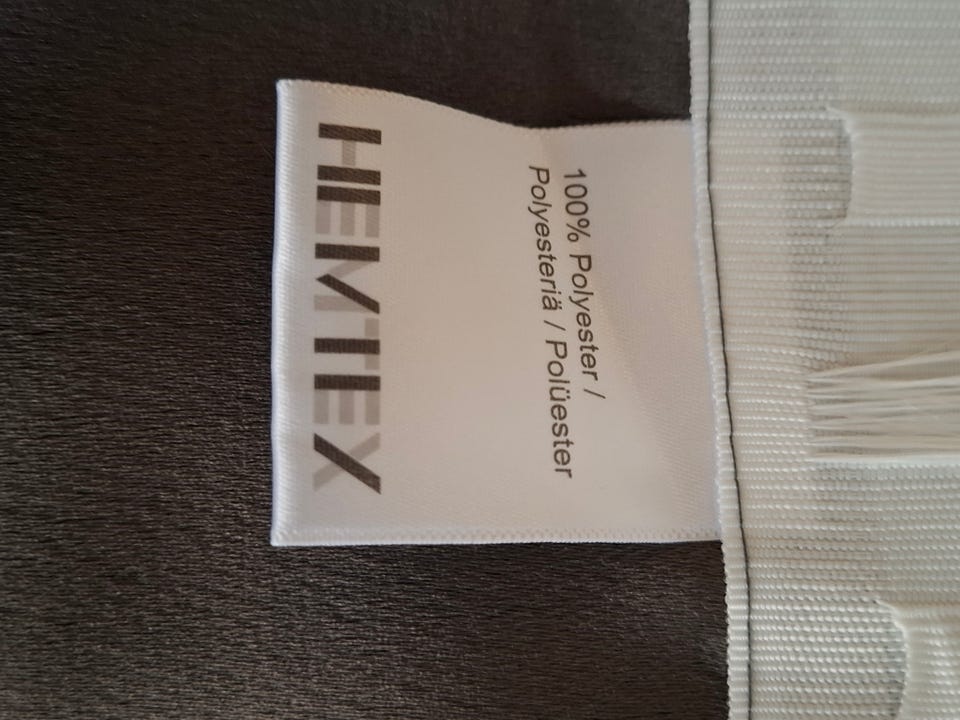 100% Polyester /
Polyesteriä / Polüester
HEMTEX